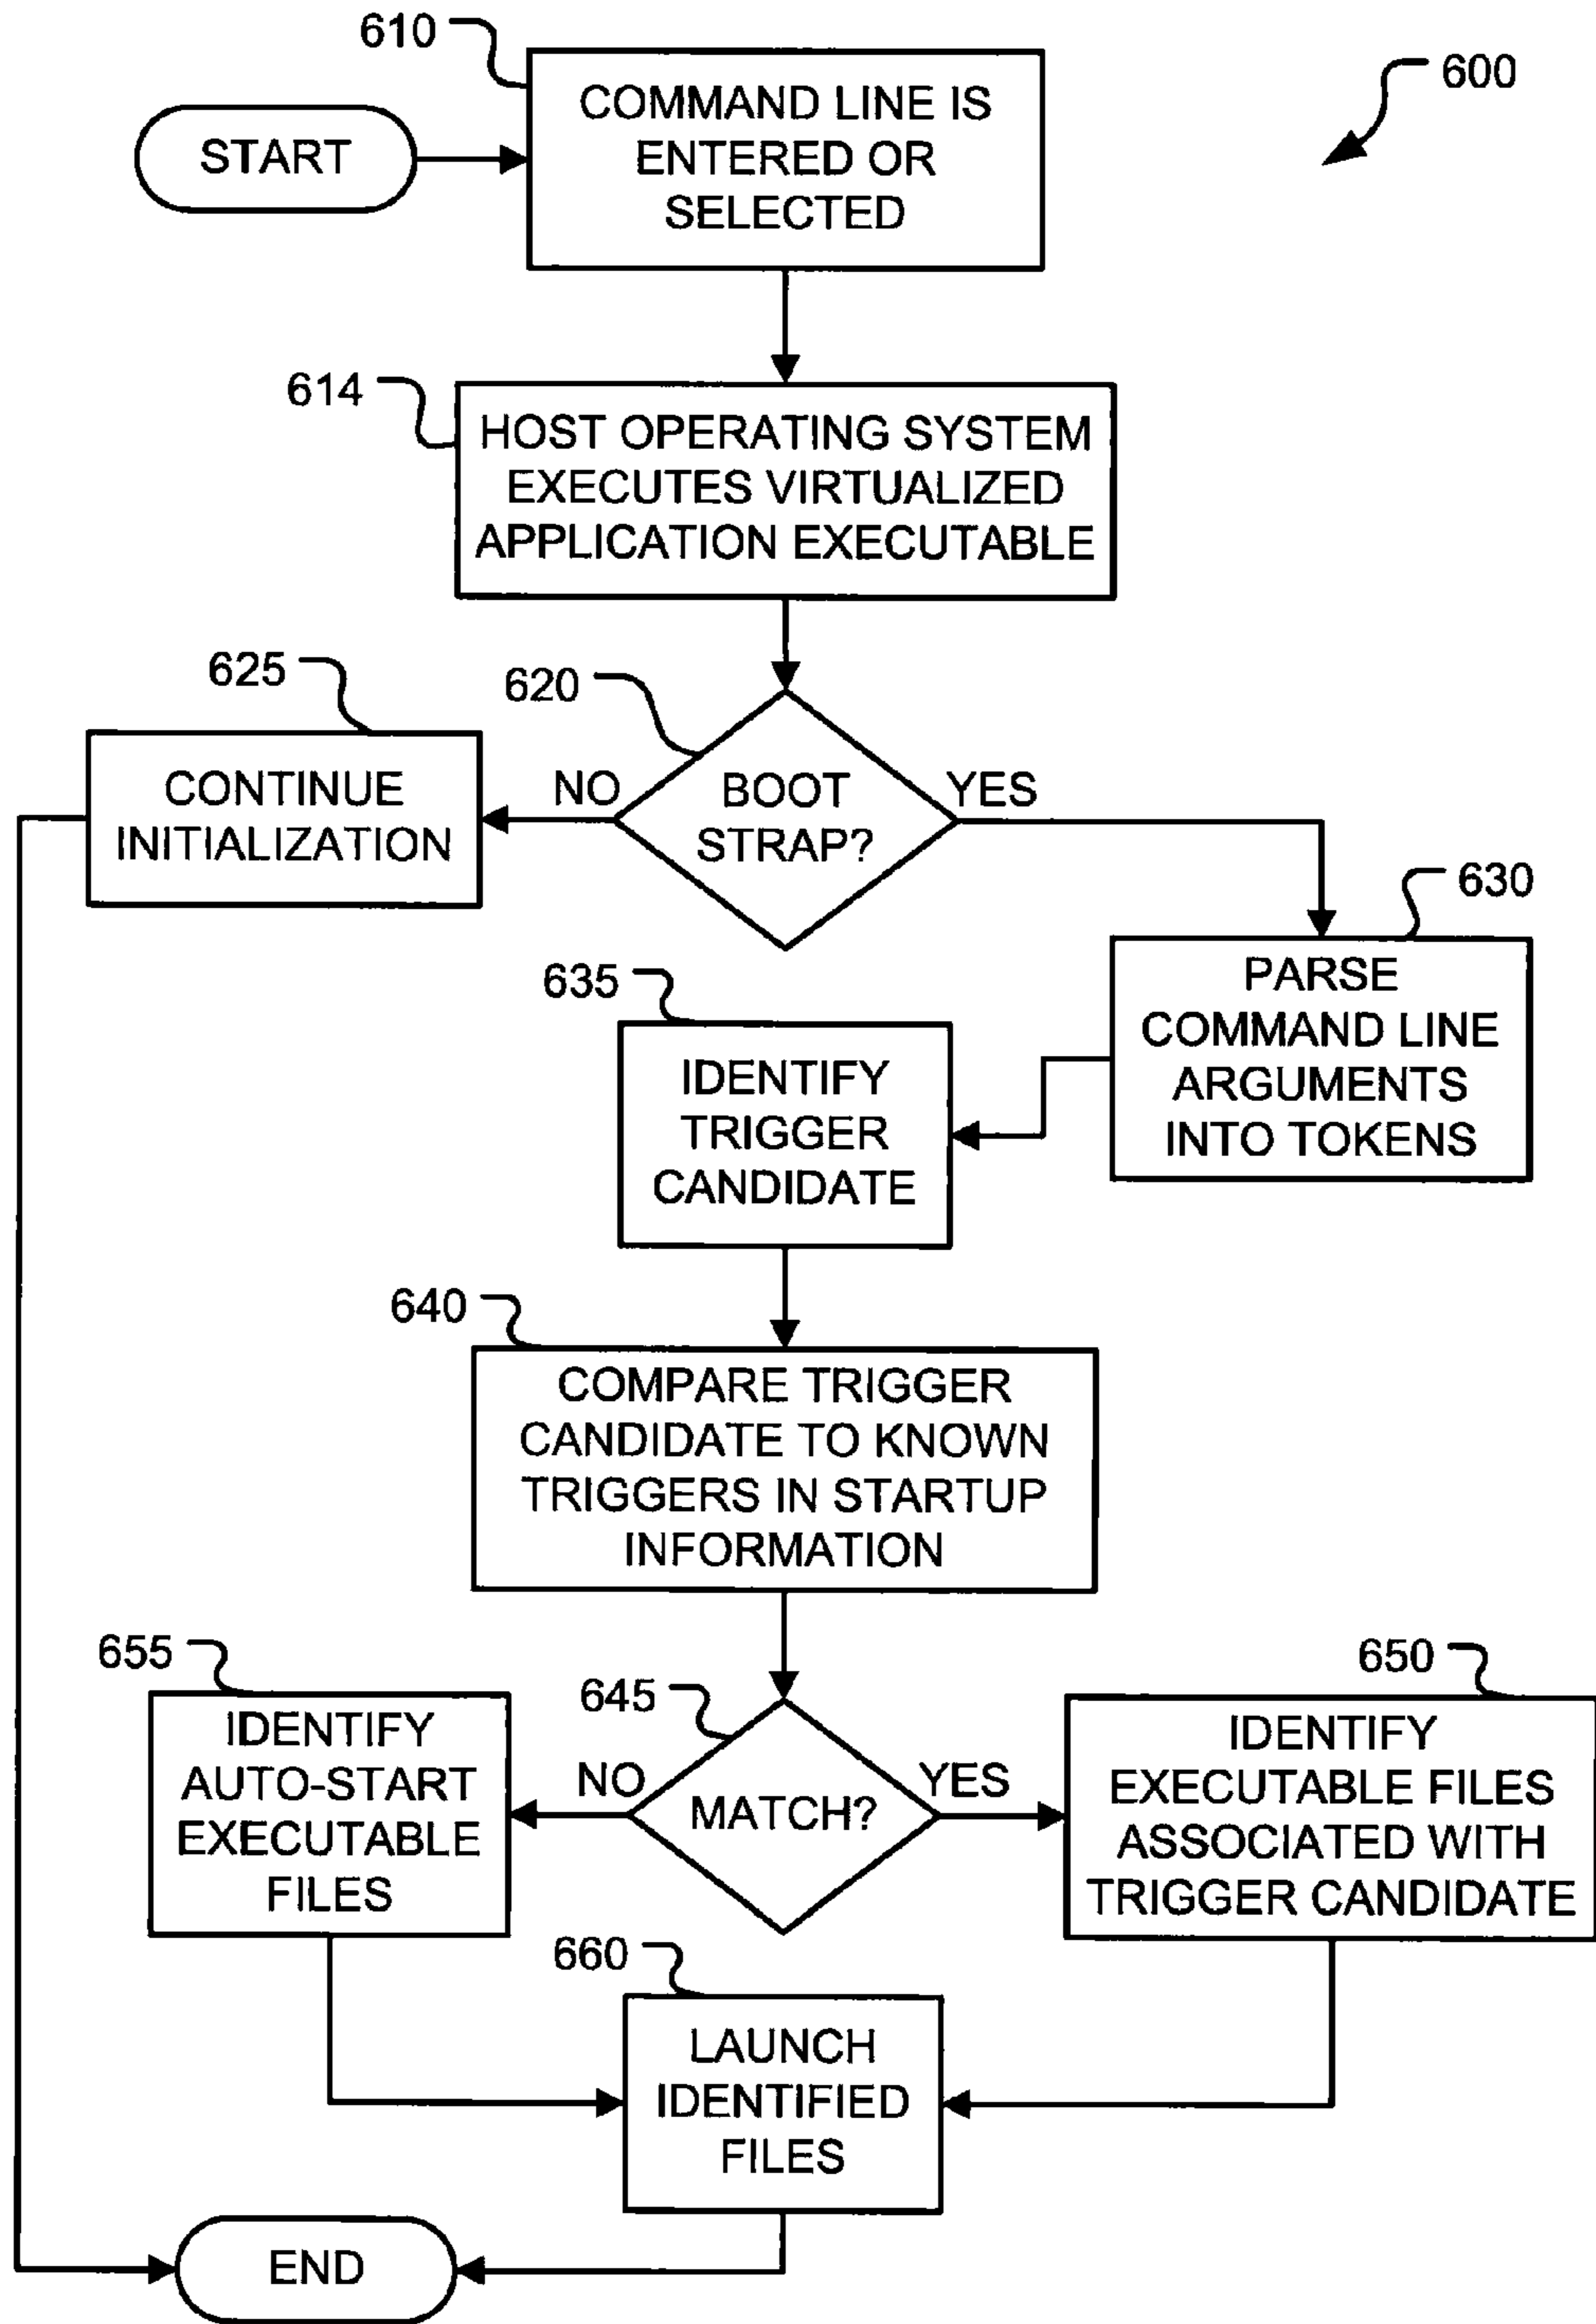 610
600
START
COMMAND LINE IS
ENTERED OR
SELECTED
614
HOST OPERATING SYSTEM
EXECUTES VIRTUALIZED
APPLICATION EXECUTABLE
625
620
CONTINUE
INITIALIZATION
NO
BOOT
STRAP?
YES
630
PARSE
COMMAND LINE
ARGUMENTS
INTO TOKENS
635
IDENTIFY
TRIGGER
CANDIDATE
640
COMPARE TRIGGER
CANDIDATE TO KNOWN
TRIGGERS IN STARTUP
INFORMATION
655
645
650
IDENTIFY
AUTO-START
EXECUTABLE
FILES
NO
MATCH?
YES
IDENTIFY
EXECUTABLE FILES
ASSOCIATED WITH
TRIGGER CANDIDATE
660
LAUNCH
IDENTIFIED
FILES
END